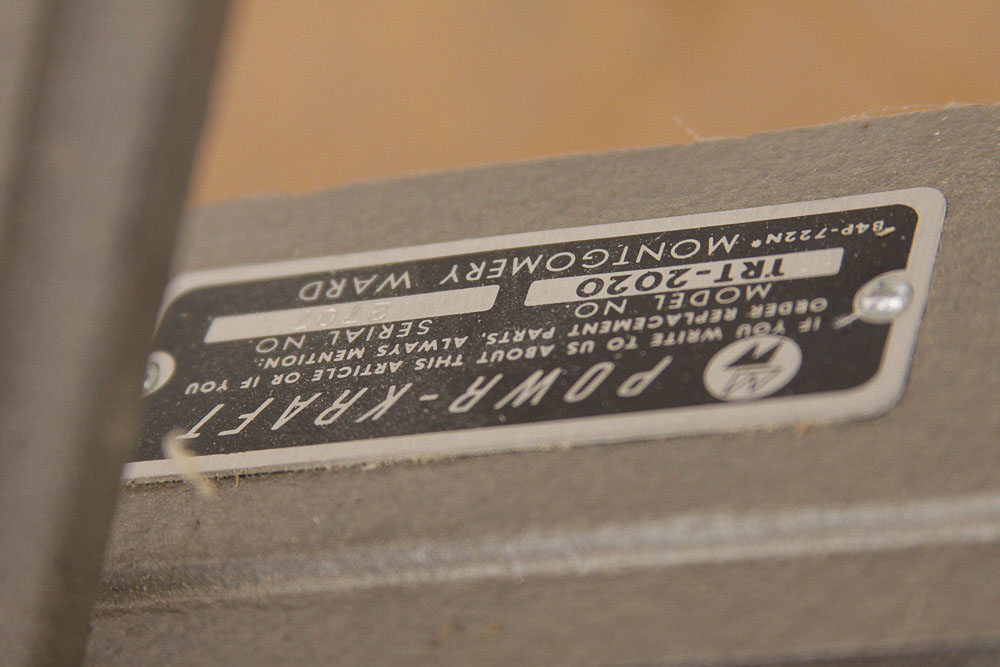 POWR-KRAFT
IF YOU WRITE TO US ABOUT THIS ARTICLE OR IF YOU
ORDER REPLACEMENT PARTS, ALWAYS MENTION:
MODEL NO SERIAL NO
TRT-2020
B4P-722N• MONTGOMERY WARD